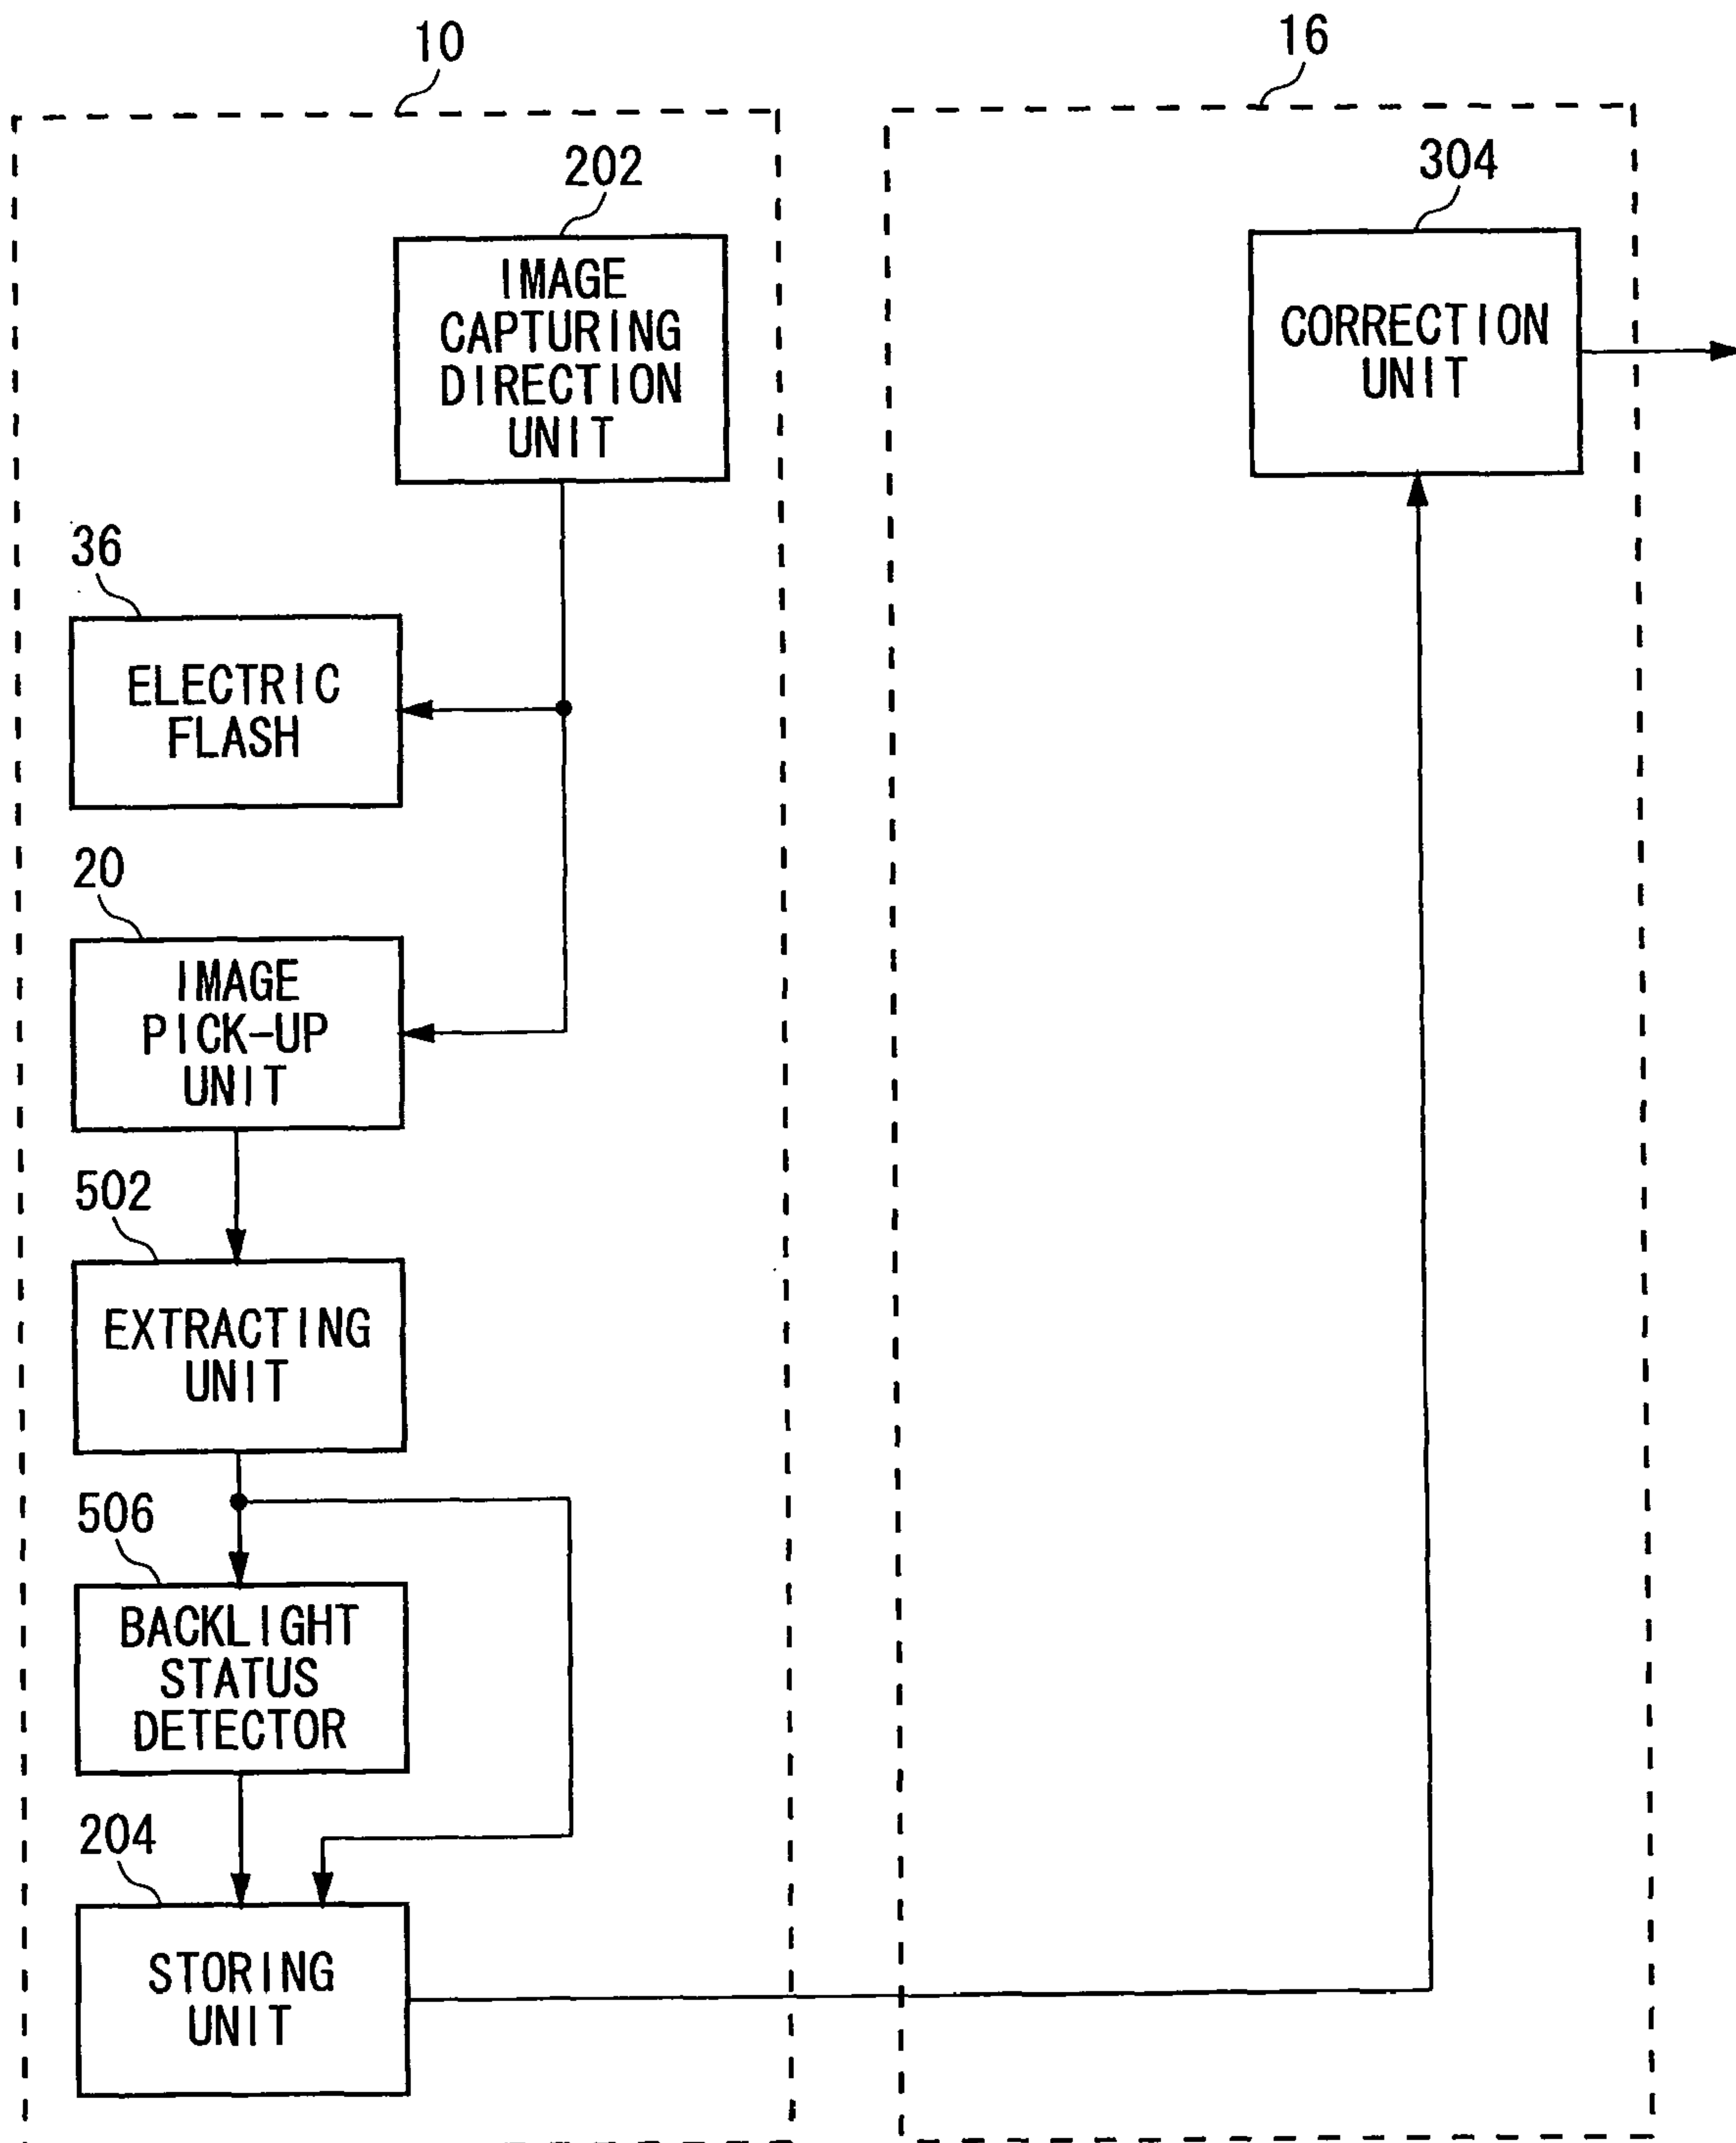 10
16
202
304
IMAGE
CAPTURING
DIRECTION
UNIT
CORRECTION
UNIT
36
ELECTRIC
FLASH
20
IMAGE
PICK-UP
UNIT
502
EXTRACTING
UNIT
506
BACKLIGHT
STATUS
DETECTOR
204
STORING
UNIT